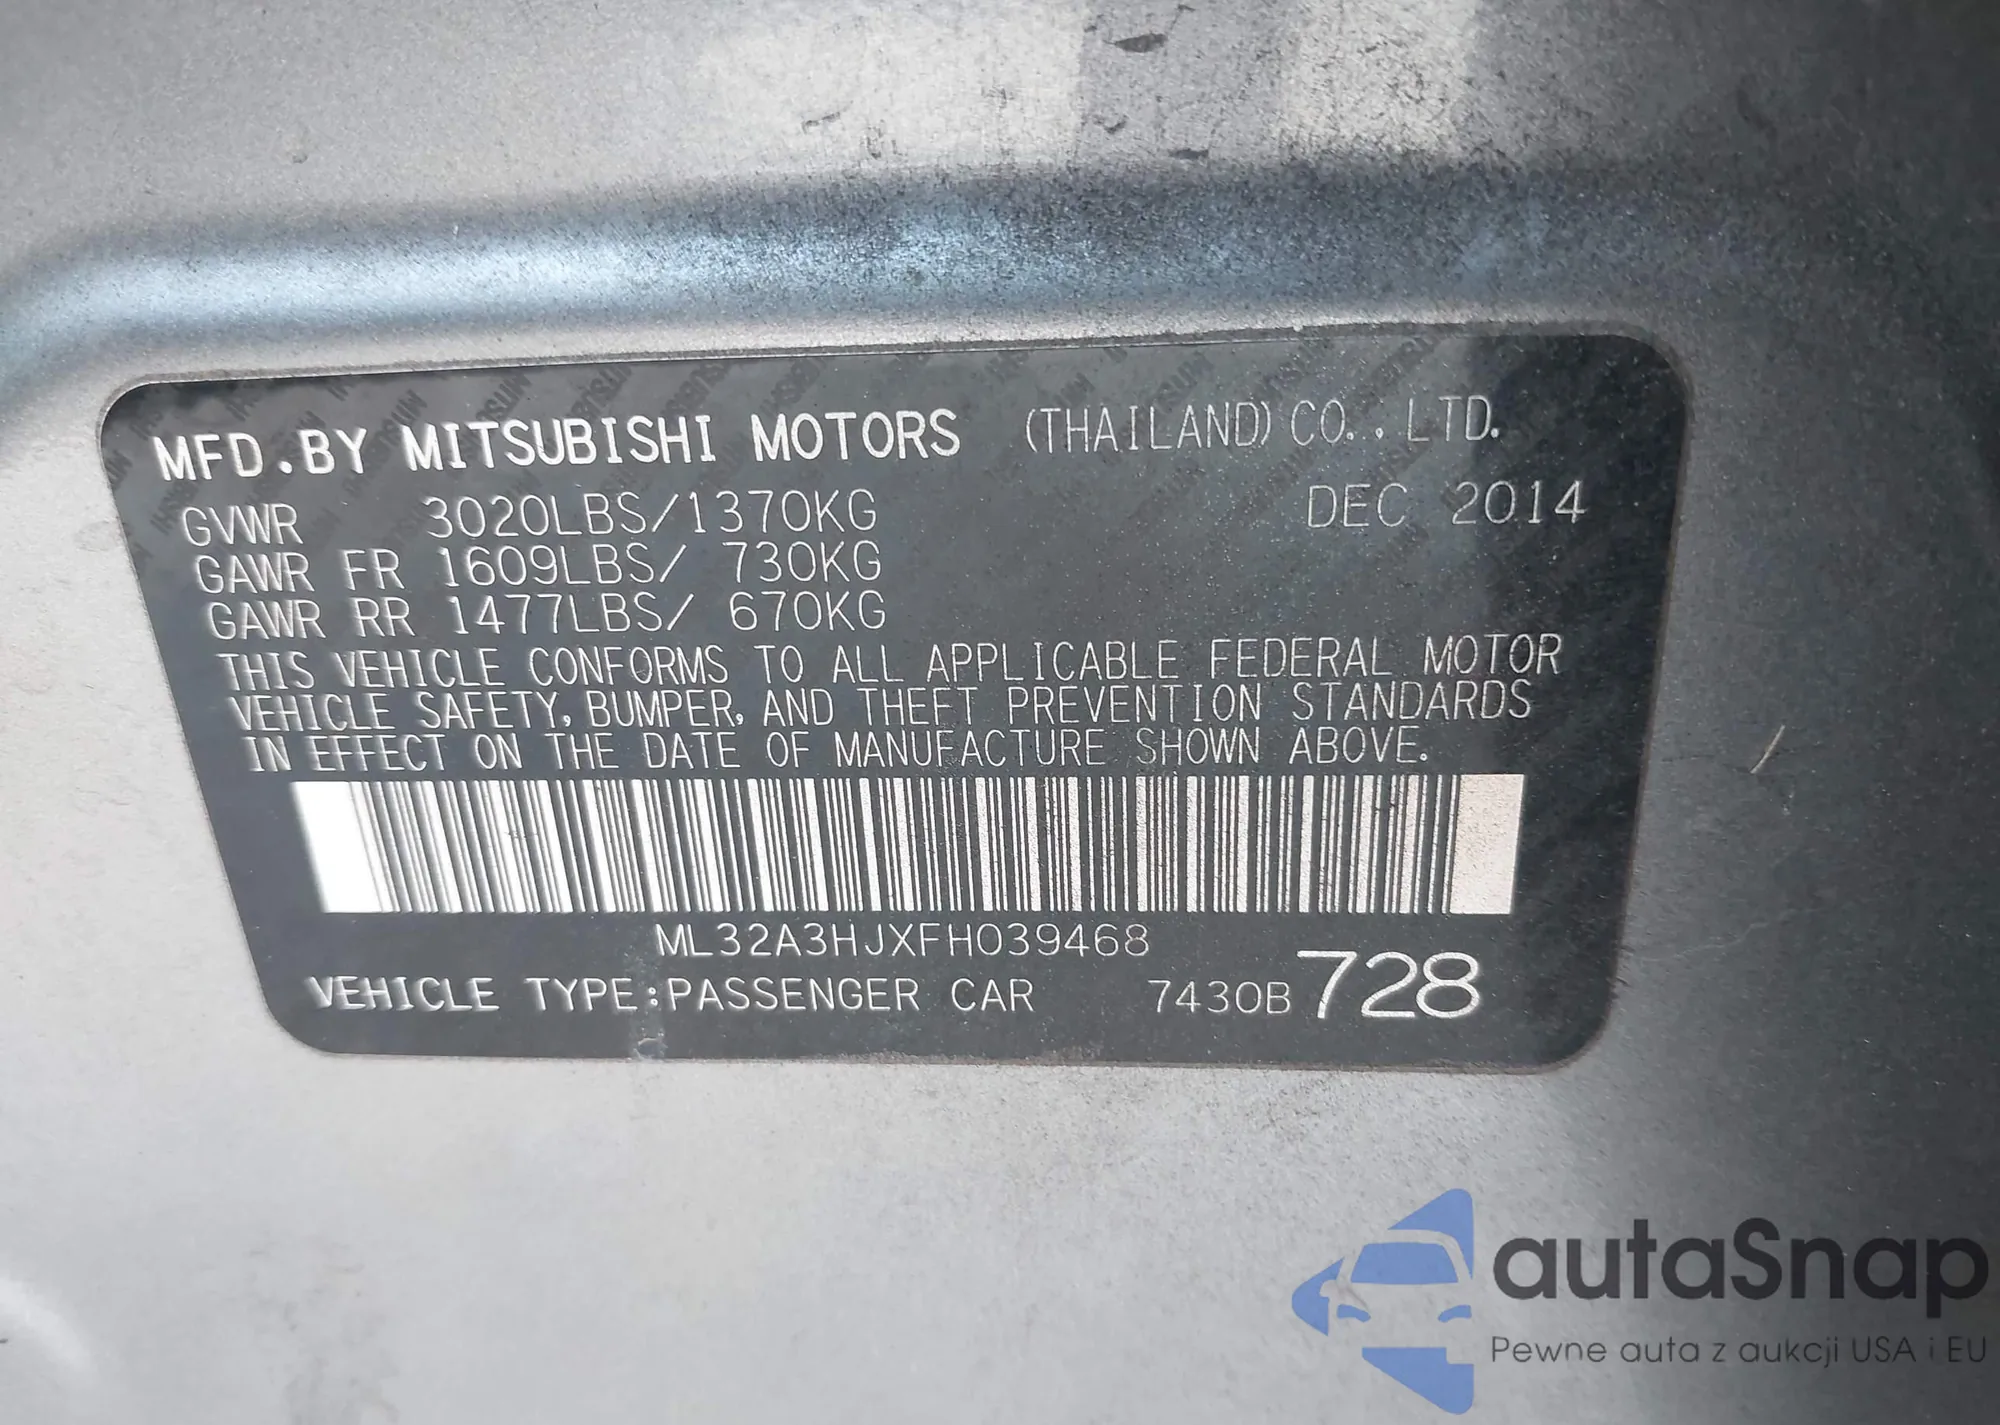 MFD.BY MITSUBISHI MOTORS (THAILAND) CO., LTD.
GVWR 3020LBS/1370KG DEC 2014
GAWR FR 1609LBS/ 730KG
GAWR RR 1477LBS/ 670KG
THIS VEHICLE CONFORMS TO ALL APPLICABLE FEDERAL MOTOR
VEHICLE SAFETY, BUMPER, AND THEFT PREVENTION STANDARDS
IN EFFECT ON THE DATE OF MANUFACTURE SHOWN ABOVE.
ML32A3HJXFH039468
VEHICLE TYPE:PASSENGER CAR 7430B 728
autaSnap
Pewne auta z aukcji USA i EU